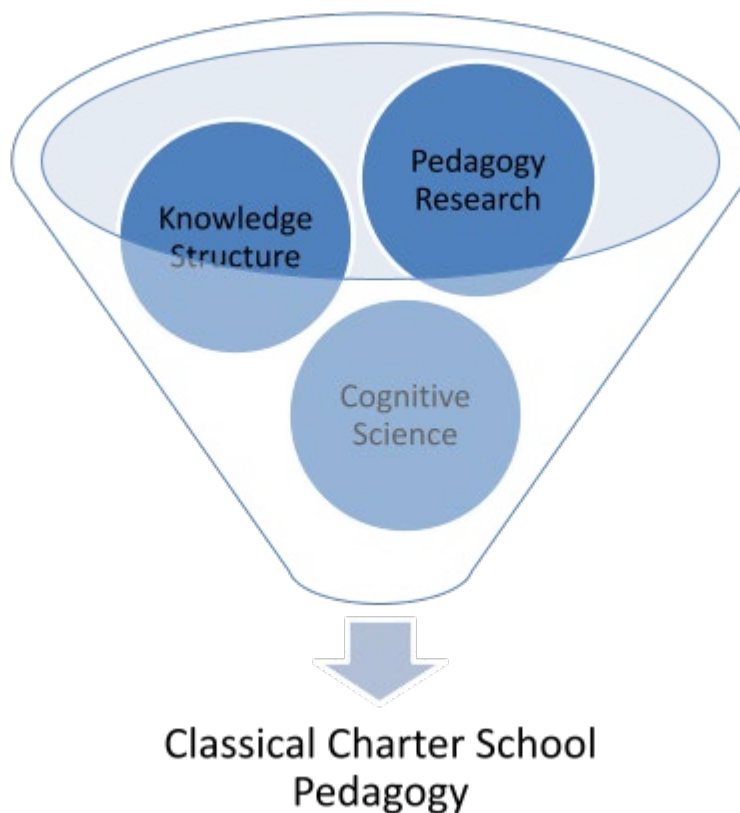 Pedagogy
Research
Knowledge
Structure
Cognitive
Science
Classical Charter School
Pedagogy